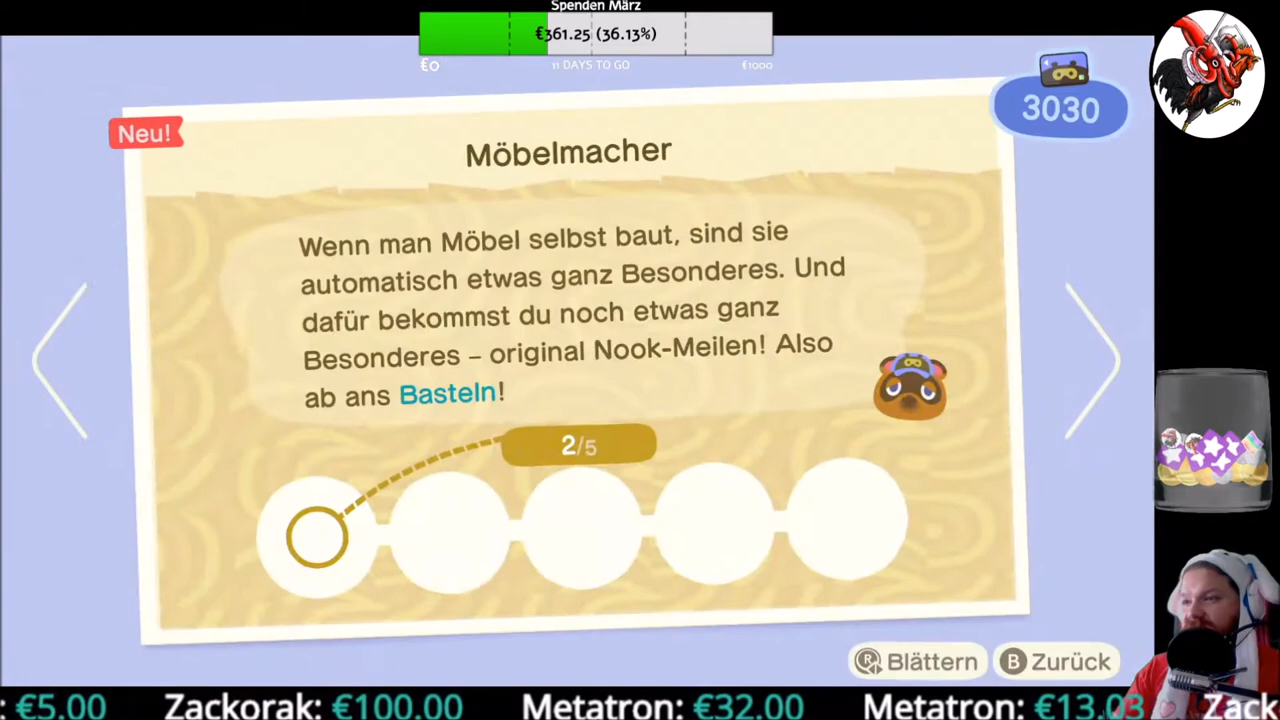 Spenden März
€361.25 (36.13%)
€0
11 DAYS TO GO
€1000
3030
Neu!
Möbelmacher
Wenn man Möbel selbst baut, sind sie
automatisch etwas ganz Besonderes. Und
dafür bekommst du noch etwas ganz
Besonderes – original Nook-Meilen! Also
ab ans Basteln!
2/5
R Blättern
B Zurück
: €5.00 Zackorak: €100.00 Metatron: €32.00 Metatron: €13.03 Zack